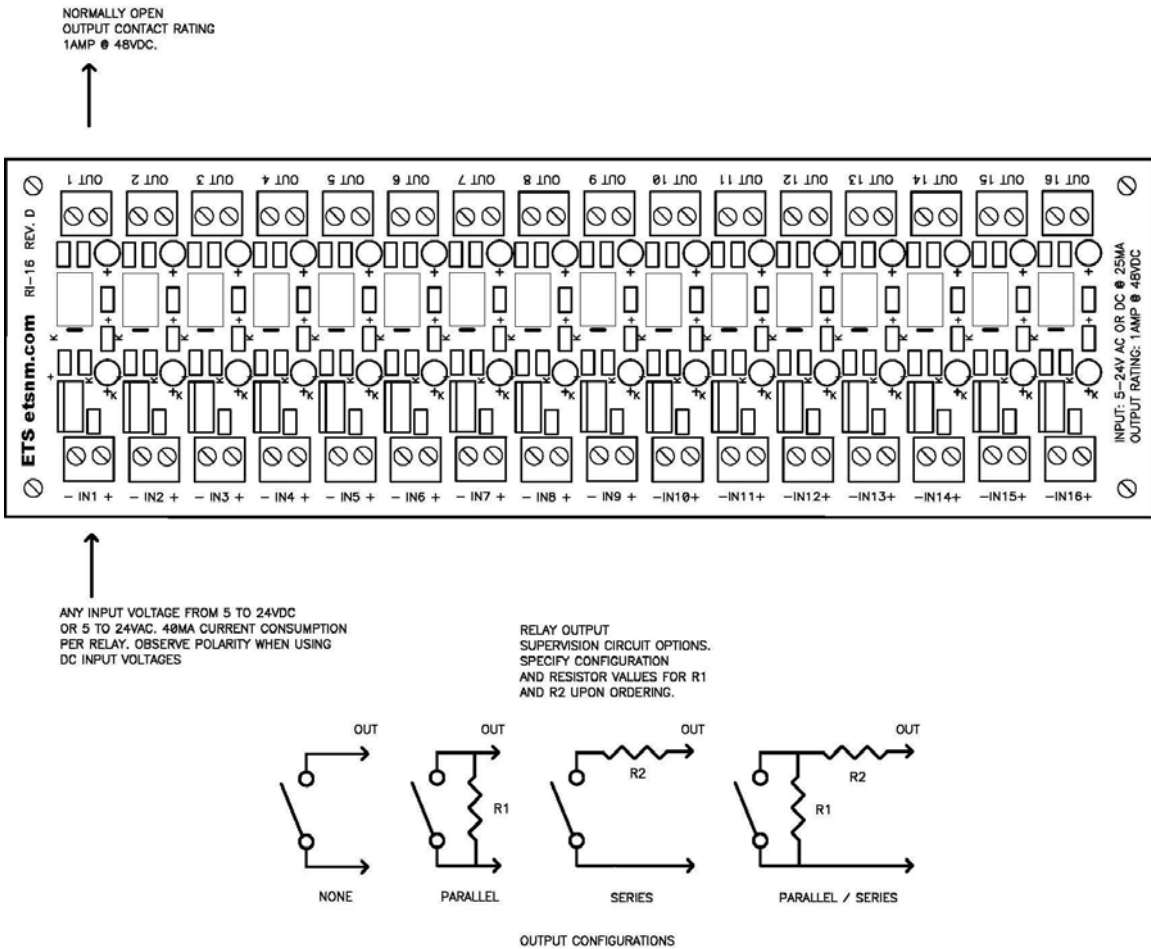 NORMALLY OPEN
OUTPUT CONTACT RATING
1AMP @ 48VDC.
OUT 1
OUT 2
OUT 3
OUT 4
OUT 5
OUT 6
OUT 7
OUT 8
OUT 9
OUT 10
OUT 11
OUT 12
OUT 13
OUT 14
OUT 15
OUT 16
ETS etsnm.com RI-16 REV. D
INPUT: 5-24V AC OR DC @ 25MA
OUTPUT RATING: 1AMP @ 48VDC
- IN1 +
- IN2 +
- IN3 +
- IN4 +
- IN5 +
- IN6 +
- IN7 +
- IN8 +
- IN9 +
-IN10+
-IN11+
-IN12+
-IN13+
-IN14+
-IN15+
-IN16+
ANY INPUT VOLTAGE FROM 5 TO 24VDC
OR 5 TO 24VAC. 40MA CURRENT CONSUMPTION
PER RELAY. OBSERVE POLARITY WHEN USING
DC INPUT VOLTAGES
RELAY OUTPUT
SUPERVISION CIRCUIT OPTIONS.
SPECIFY CONFIGURATION
AND RESISTOR VALUES FOR R1
AND R2 UPON ORDERING.
OUT
OUT
OUT
OUT
R1
R2
R1
R2
NONE
PARALLEL
SERIES
PARALLEL / SERIES
OUTPUT CONFIGURATIONS